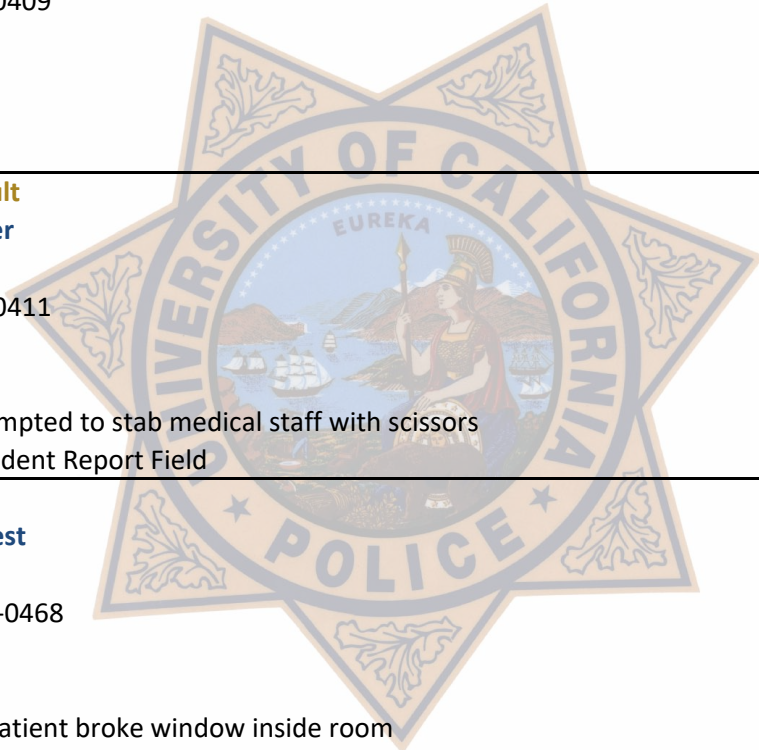 0409
ult
er
0411
mpted to stab medical staff with scissors
dent Report Field
est
-0468
atient broke window inside room
UNIVERSITY OF CALIFORNIA
EUREKA
POLICE